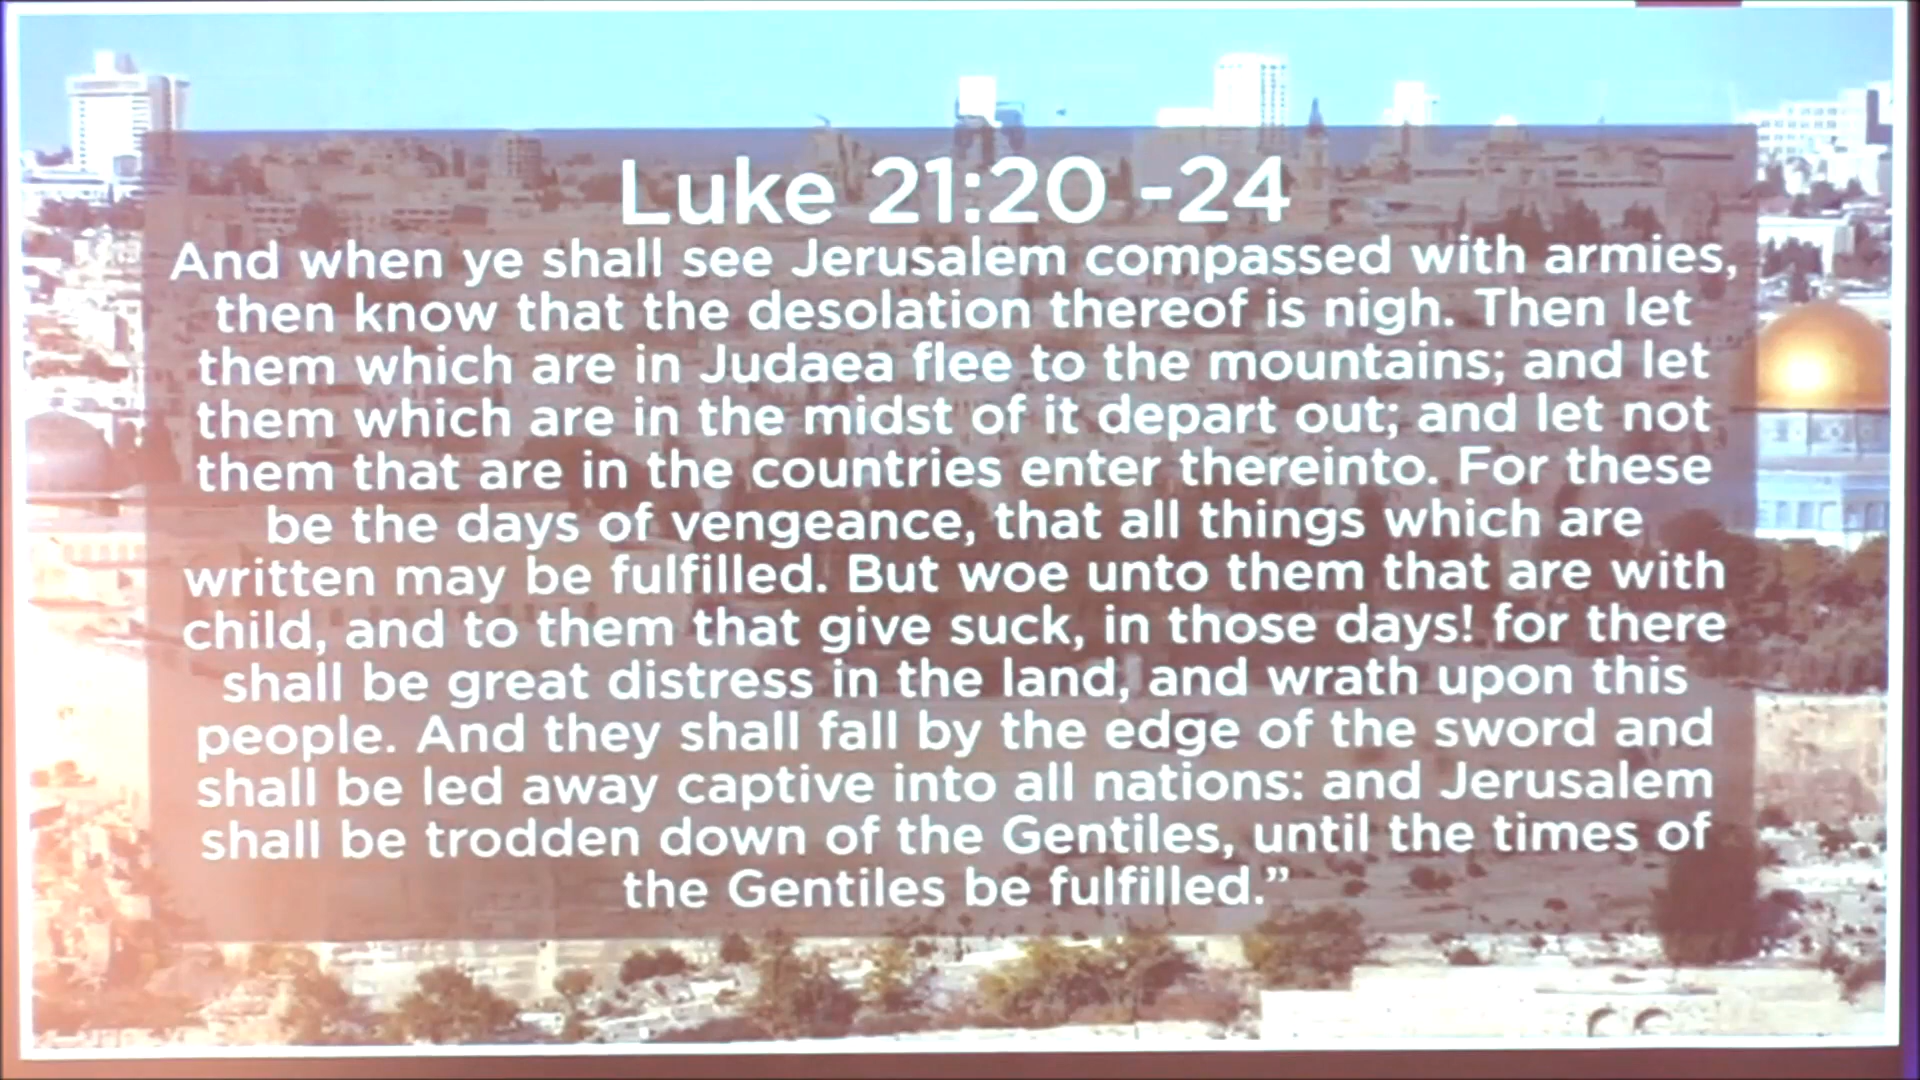 Luke 21:20 -24
And when ye shall see Jerusalem compassed with armies,
then know that the desolation thereof is nigh. Then let
them which are in Judaea flee to the mountains; and let
them which are in the midst of it depart out; and let not
them that are in the countries enter thereinto. For these
be the days of vengeance, that all things which are
written may be fulfilled. But woe unto them that are with
child, and to them that give suck, in those days! for there
shall be great distress in the land, and wrath upon this
people. And they shall fall by the edge of the sword and
shall be led away captive into all nations: and Jerusalem
shall be trodden down of the Gentiles, until the times of
the Gentiles be fulfilled.”